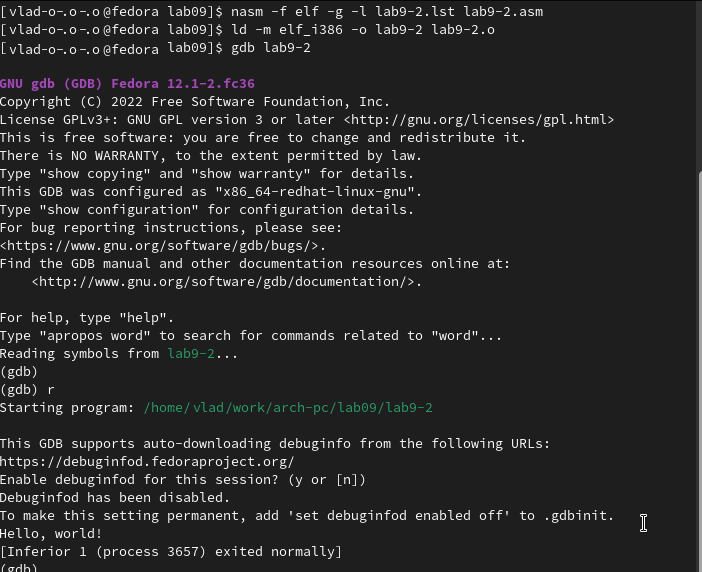 [vlad-o-.o-.o@fedora lab09]$ nasm -f elf -g -l lab9-2.lst lab9-2.asm
[vlad-o-.o-.o@fedora lab09]$ ld -m elf_i386 -o lab9-2 lab9-2.o
[vlad-o-.o-.o@fedora lab09]$ gdb lab9-2
GNU gdb (GDB) Fedora 12.1-2.fc36
Copyright (C) 2022 Free Software Foundation, Inc.
License GPLv3+: GNU GPL version 3 or later <http://gnu.org/licenses/gpl.html>
This is free software: you are free to change and redistribute it.
There is NO WARRANTY, to the extent permitted by law.
Type "show copying" and "show warranty" for details.
This GDB was configured as "x86_64-redhat-linux-gnu".
Type "show configuration" for configuration details.
For bug reporting instructions, please see:
<https://www.gnu.org/software/gdb/bugs/>.
Find the GDB manual and other documentation resources online at:
    <http://www.gnu.org/software/gdb/documentation/>.
For help, type "help".
Type "apropos word" to search for commands related to "word"...
Reading symbols from lab9-2...
(gdb)
(gdb) r
Starting program: /home/vlad/work/arch-pc/lab09/lab9-2
This GDB supports auto-downloading debuginfo from the following URLs:
https://debuginfod.fedoraproject.org/
Enable debuginfod for this session? (y or [n])
Debuginfod has been disabled.
To make this setting permanent, add 'set debuginfod enabled off' to .gdbinit.
Hello, world!
[Inferior 1 (process 3657) exited normally]
(gdb)